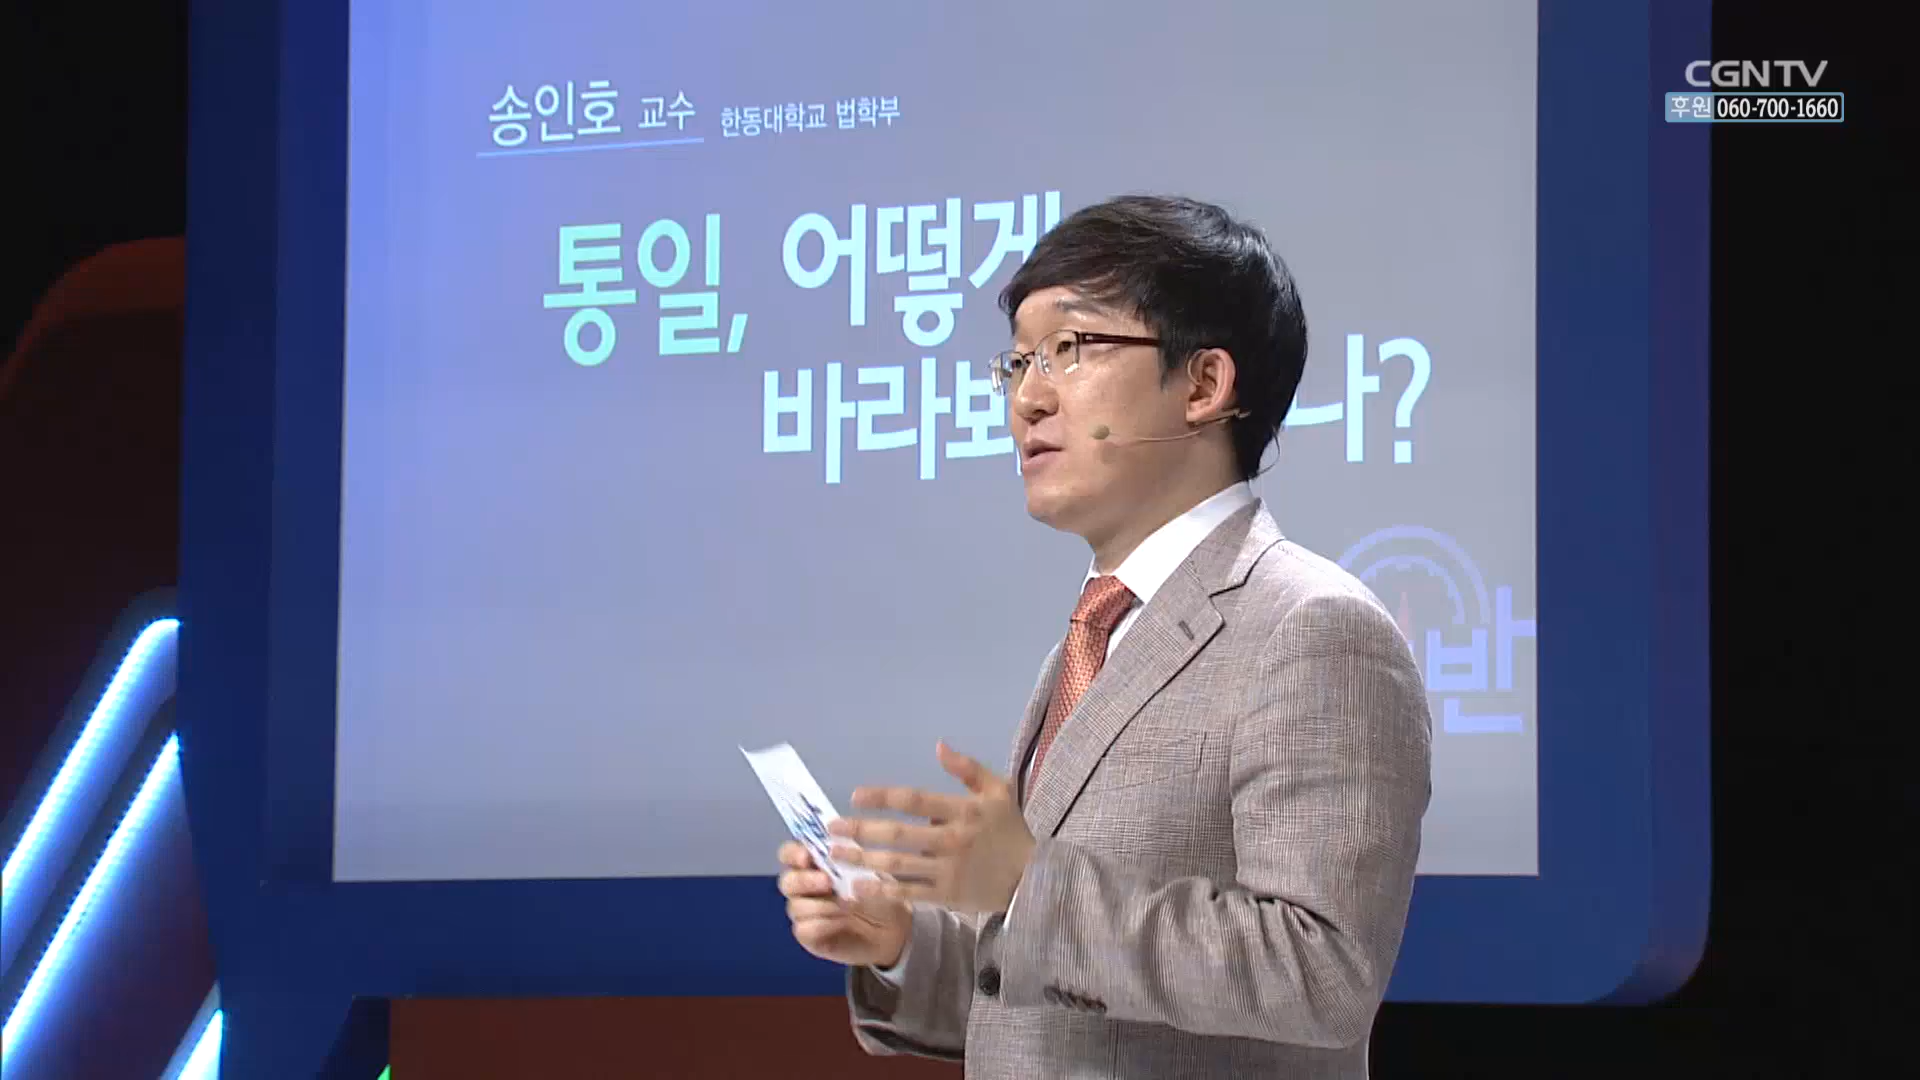 CGNTV
후원 060-700-1660
송인호 교수 한동대학교 법학부
통일, 어떻게
바라 나?
반